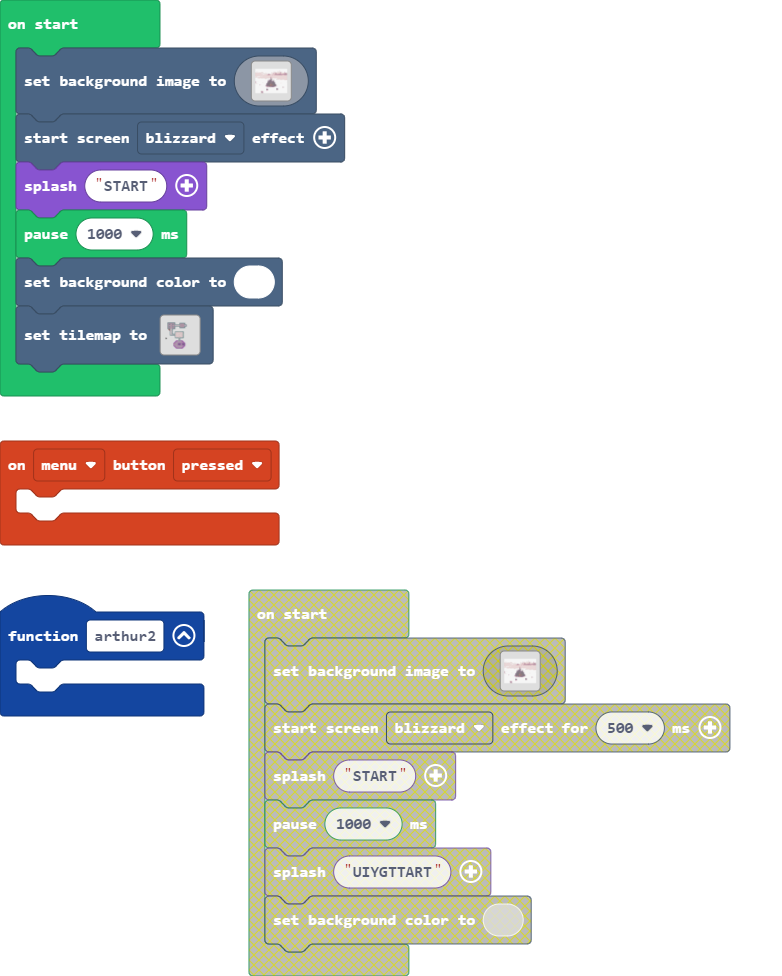 on start
set background image to
start screen blizzard effect
splash "START"
pause 1000 ms
set background color to
set tilemap to
on menu button pressed
function arthur2
on start
set background image to
start screen blizzard effect for 500 ms
splash "START"
pause 1000 ms
splash "UIYGTTART"
set background color to